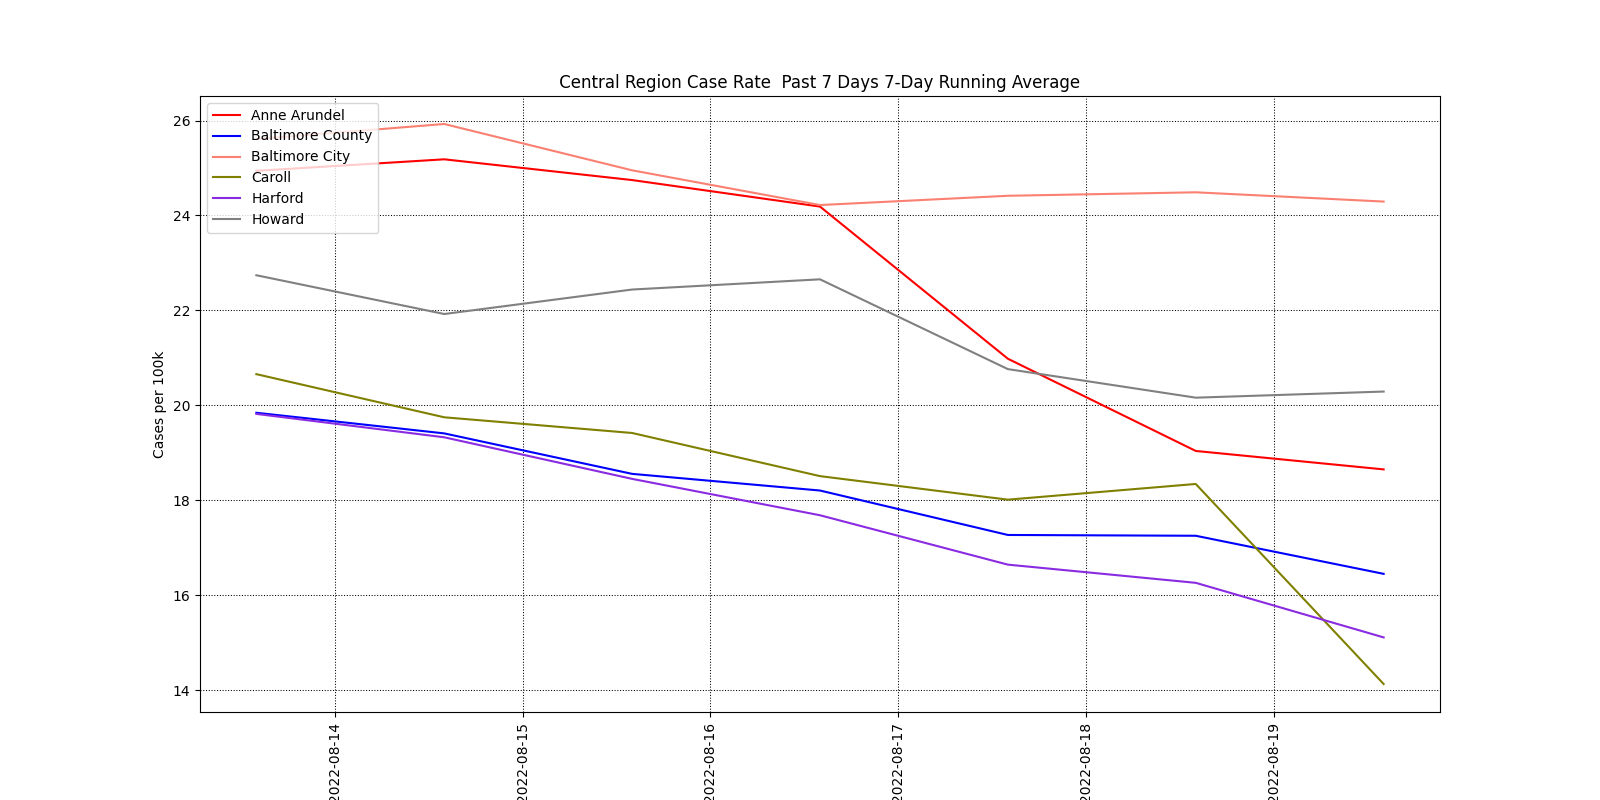 Central Region Case Rate  Past 7 Days 7-Day Running Average
Anne Arundel
Baltimore County
Baltimore City
Caroll
Harford
Howard
Cases per 100k
26
24
22
20
18
16
14
2022-08-14
2022-08-15
2022-08-16
2022-08-17
2022-08-18
2022-08-19